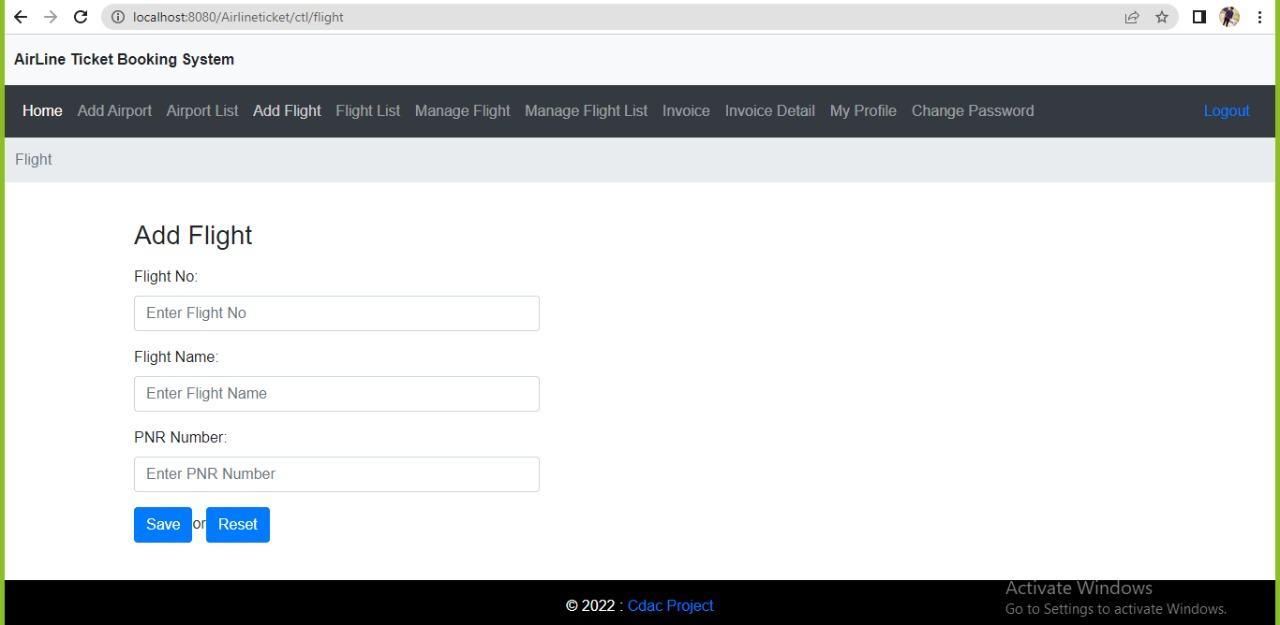 localhost:8080/Airlineticket/ctl/flight
AirLine Ticket Booking System
Home Add Airport Airport List Add Flight Flight List Manage Flight Manage Flight List Invoice Invoice Detail My Profile Change Password Logout
Flight
Add Flight
Flight No:
Enter Flight No
Flight Name:
Enter Flight Name
PNR Number:
Enter PNR Number
Save or Reset
Activate Windows
© 2022 : Cdac Project
Go to Settings to activate Windows.